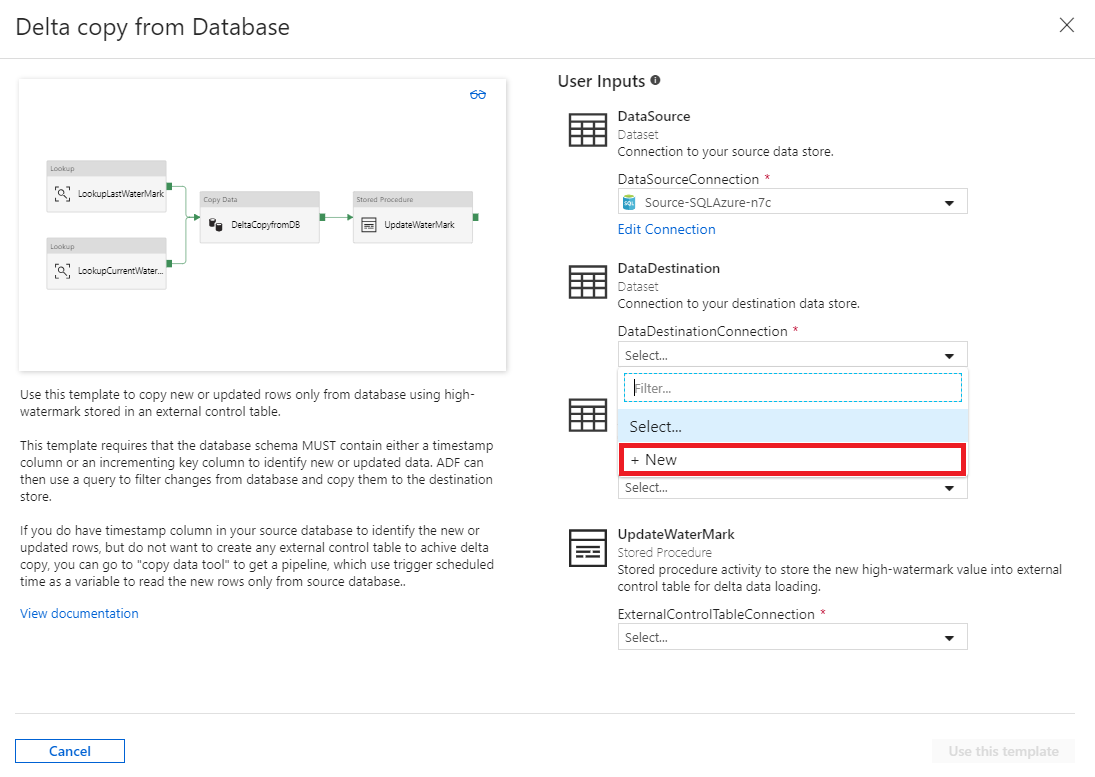 Delta copy from Database
Lookup
LookupLastWaterMark
Lookup
LookupCurrentWater...
Copy Data
DeltaCopyfromDB
Stored Procedure
UpdateWaterMark
Use this template to copy new or updated rows only from database using high-
watermark stored in an external control table.
This template requires that the database schema MUST contain either a timestamp
column or an incrementing key column to identify new or updated data. ADF can
then use a query to filter changes from database and copy them to the destination
store.
If you do have timestamp column in your source database to identify the new or
updated rows, but do not want to create any external control table to achive delta
copy, you can go to "copy data tool" to get a pipeline, which use trigger scheduled
time as a variable to read the new rows only from source database..
View documentation
User Inputs
DataSource
Dataset
Connection to your source data store.
DataSourceConnection *
SQL
Source-SQLAzure-n7c
Edit Connection
DataDestination
Dataset
Connection to your destination data store.
DataDestinationConnection *
Select...
Filter...
Select...
+ New
Select...
UpdateWaterMark
Stored Procedure
Stored procedure activity to store the new high-watermark value into external
control table for delta data loading.
ExternalControlTableConnection *
Select...
Cancel
Use this template